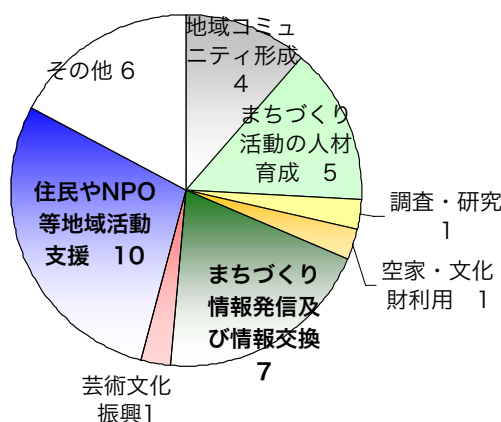 地域コミュ
ニティ形成
4
まちづくり
活動の人材
育成　5
調査・研究
1
空家・文化
財利用　1
まちづくり
情報発信及
び情報交換
7
芸術文化
振興1
住民やNPO
等地域活動
支援　10
その他 6